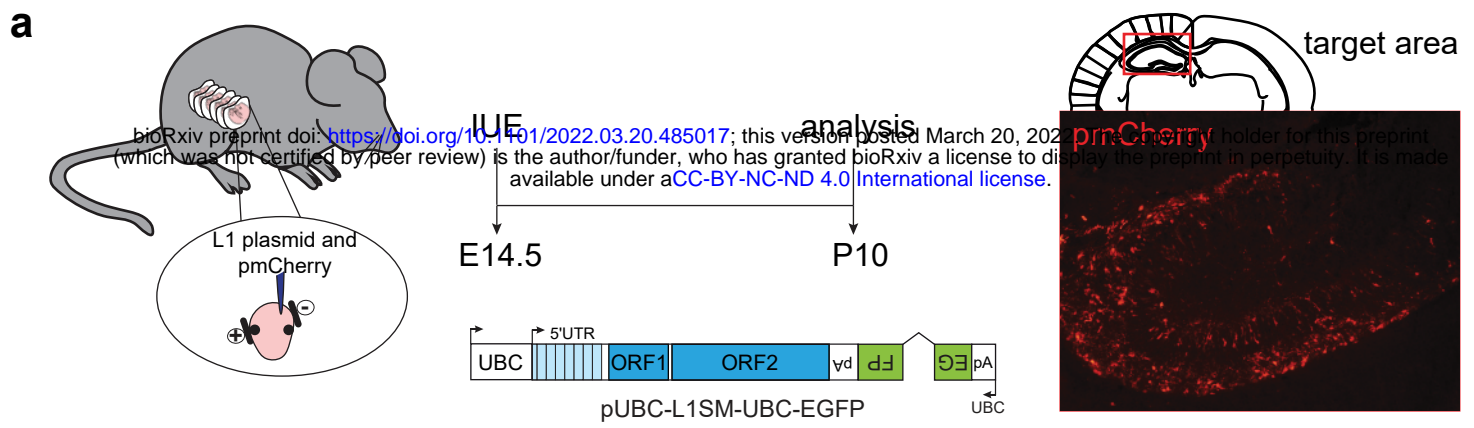 a
target area
IUE
analysis
bioRxiv preprint doi: https://doi.org/10.1101/2022.03.20.485017; this version posted March 20, 2022. The copyright holder for this preprint
pmCherry
(which was not certified by peer review) is the author/funder, who has granted bioRxiv a license to display the preprint in perpetuity. It is made
available under aCC-BY-NC-ND 4.0 International license.
L1 plasmid and
pmCherry
E14.5
P10
+
-
5'UTR
UBC ORF1 ORF2 pA FP EG pA
UBC
pUBC-L1SM-UBC-EGFP